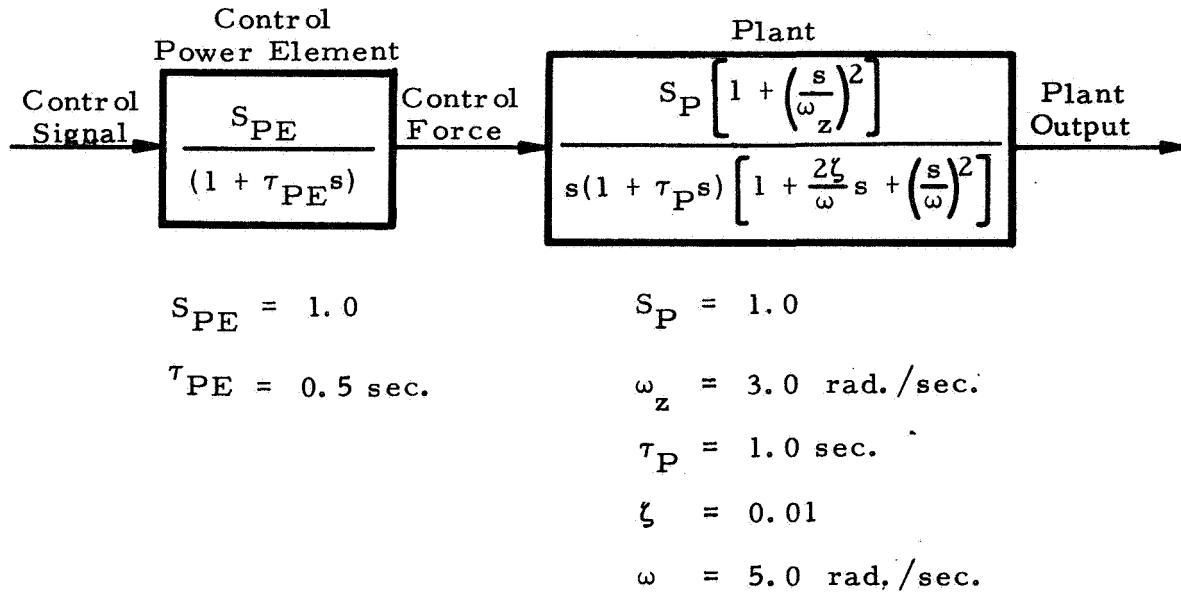 Control
Power Element
Plant
Control
Signal
S_PE
(1 + τ_PE s)
Control
Force
S_P [1 + (s/ω_z)²]
s(1 + τ_P s) [1 + 2ζ/ω s + (s/ω)²]
Plant
Output
S_PE = 1.0
τ_PE = 0.5 sec.
S_P = 1.0
ω_z = 3.0 rad./sec.
τ_P = 1.0 sec.
ζ = 0.01
ω = 5.0 rad./sec.